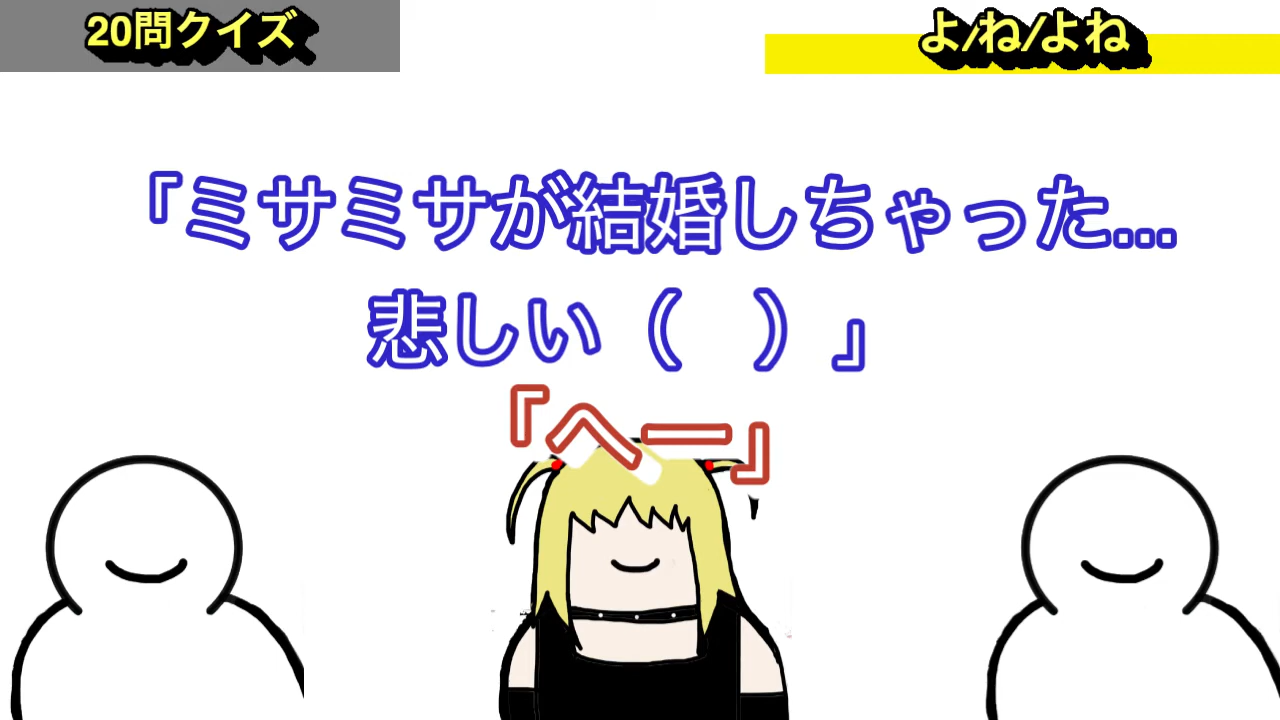 20問クイズ
よ/ね/よね
「ミサミサが結婚しちゃった...
悲しい（　）」
「へー」